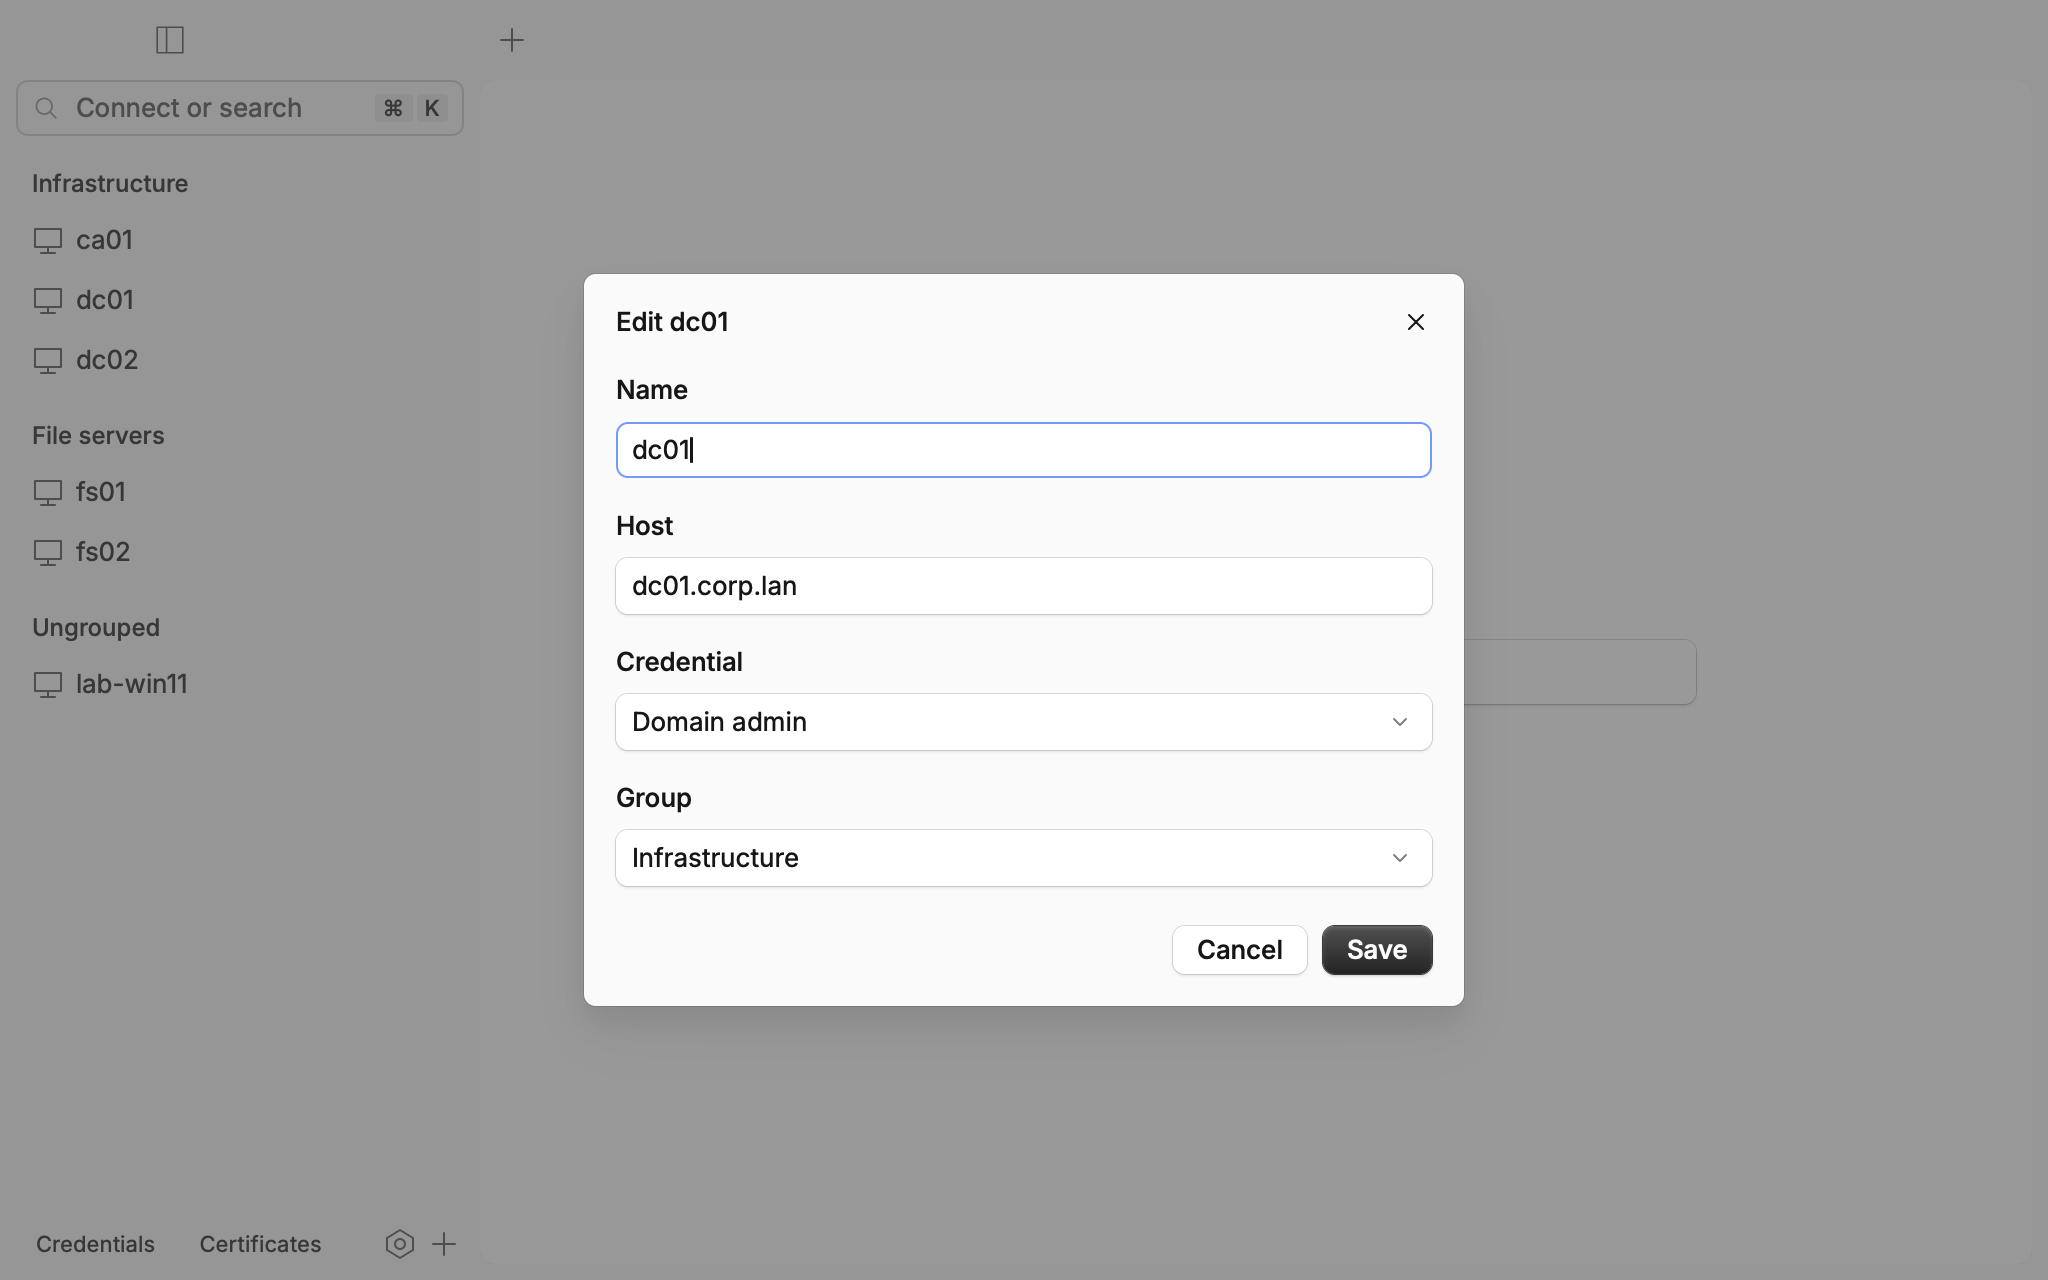 Connect or search ⌘ K
Infrastructure
ca01
dc01
dc02
File servers
fs01
fs02
Ungrouped
lab-win11
Credentials
Certificates
Edit dc01
Name
dc01
Host
dc01.corp.lan
Credential
Domain admin
Group
Infrastructure
Cancel
Save